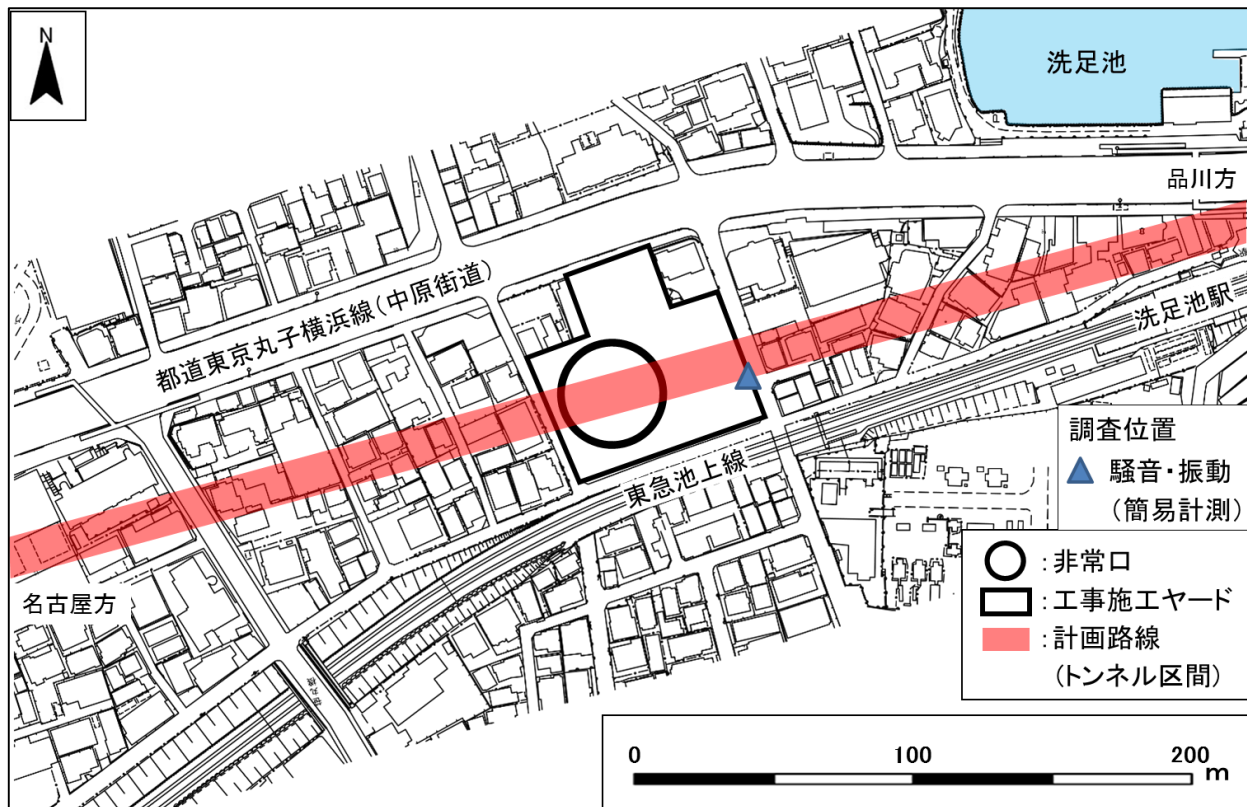 N
洗足池
品川方
都道東京丸子横浜線(中原街道)
洗足池駅
東急池上線
名古屋方
調査位置
騒音・振動
(簡易計測)
:非常口
:工事施工ヤード
:計画路線
(トンネル区間)
0 100 200
m